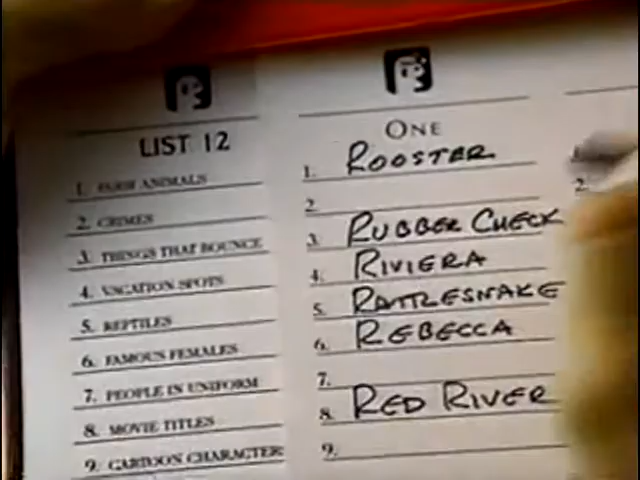 LIST 12
1. FARM ANIMALS
2. CRIMES
3. THINGS THAT BOUNCE
4. VACATION SPOTS
5. REPTILES
6. FAMOUS FEMALES
7. PEOPLE IN UNIFORM
8. MOVIE TITLES
9. CARTOON CHARACTER
ONE
1. ROOSTER
2.
3. RUBBER CHECK
4. RIVIERA
5. RATTLESNAKE
6. REBECCA
7.
8. RED RIVER
9.
2.